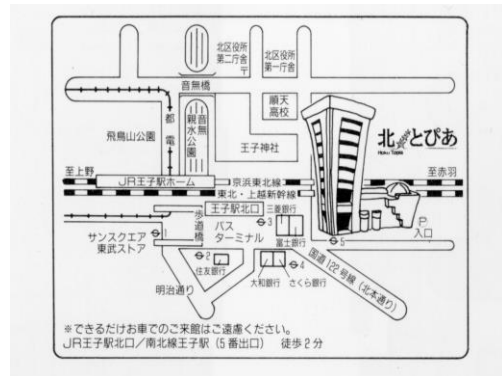 北区役所
第二庁舎
北区役所
第一庁舎
〒
音無橋
順天
高校
都電
音無
親水公園
飛鳥山公園
王子神社
北とぴあ
Hoku Topia
至上野
至赤羽
JR王子駅ホーム
京浜東北線
東北・上越新幹線
王子駅北口
三菱銀行
3
P
入口
歩道橋
バス
ターミナル
富士銀行
5
1
サンスクエア
東武ストア
2
住友銀行
4
大和銀行
さくら銀行
国道122号線(北本通り)
明治通り
※できるだけお車でのご来館はご遠慮ください。
JR王子駅北口/南北線王子駅(5番出口) 徒歩2分